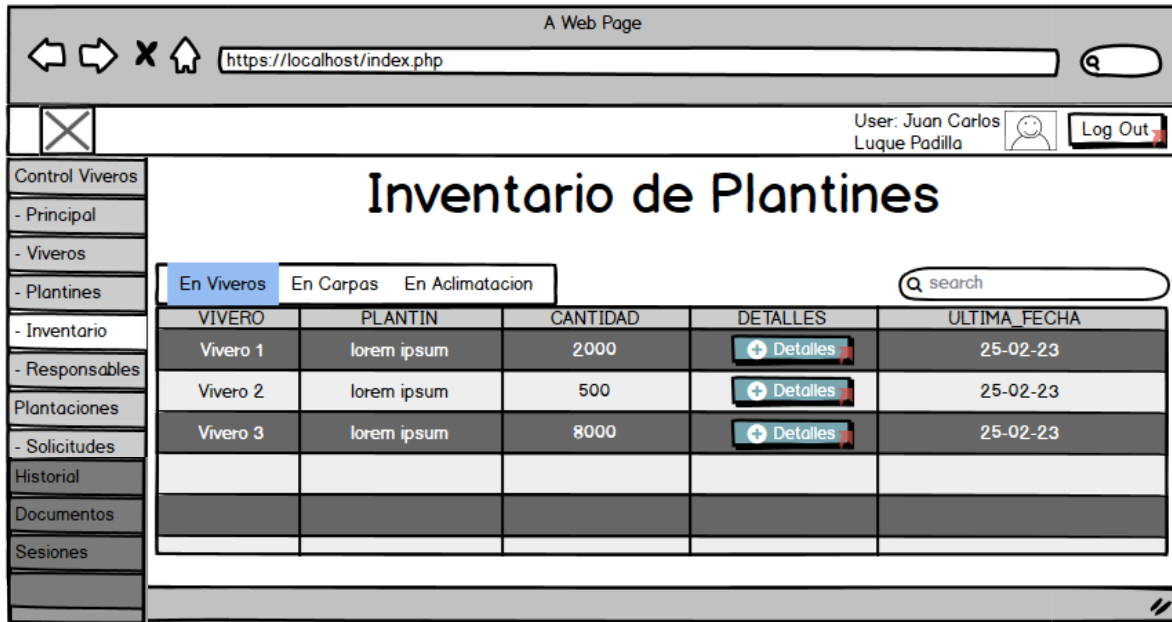 A Web Page
https://localhost/index.php
User: Juan Carlos
Luque Padilla
Log Out
Control Viveros
- Principal
- Viveros
- Plantines
- Inventario
- Responsables
Plantaciones
- Solicitudes
Historial
Documentos
Sesiones
Inventario de Plantines
En Viveros En Carpas En Aclimatacion
search
VIVERO PLANTIN CANTIDAD DETALLES ULTIMA_FECHA
Vivero 1 lorem ipsum 2000 Detalles 25-02-23
Vivero 2 lorem ipsum 500 Detalles 25-02-23
Vivero 3 lorem ipsum 8000 Detalles 25-02-23